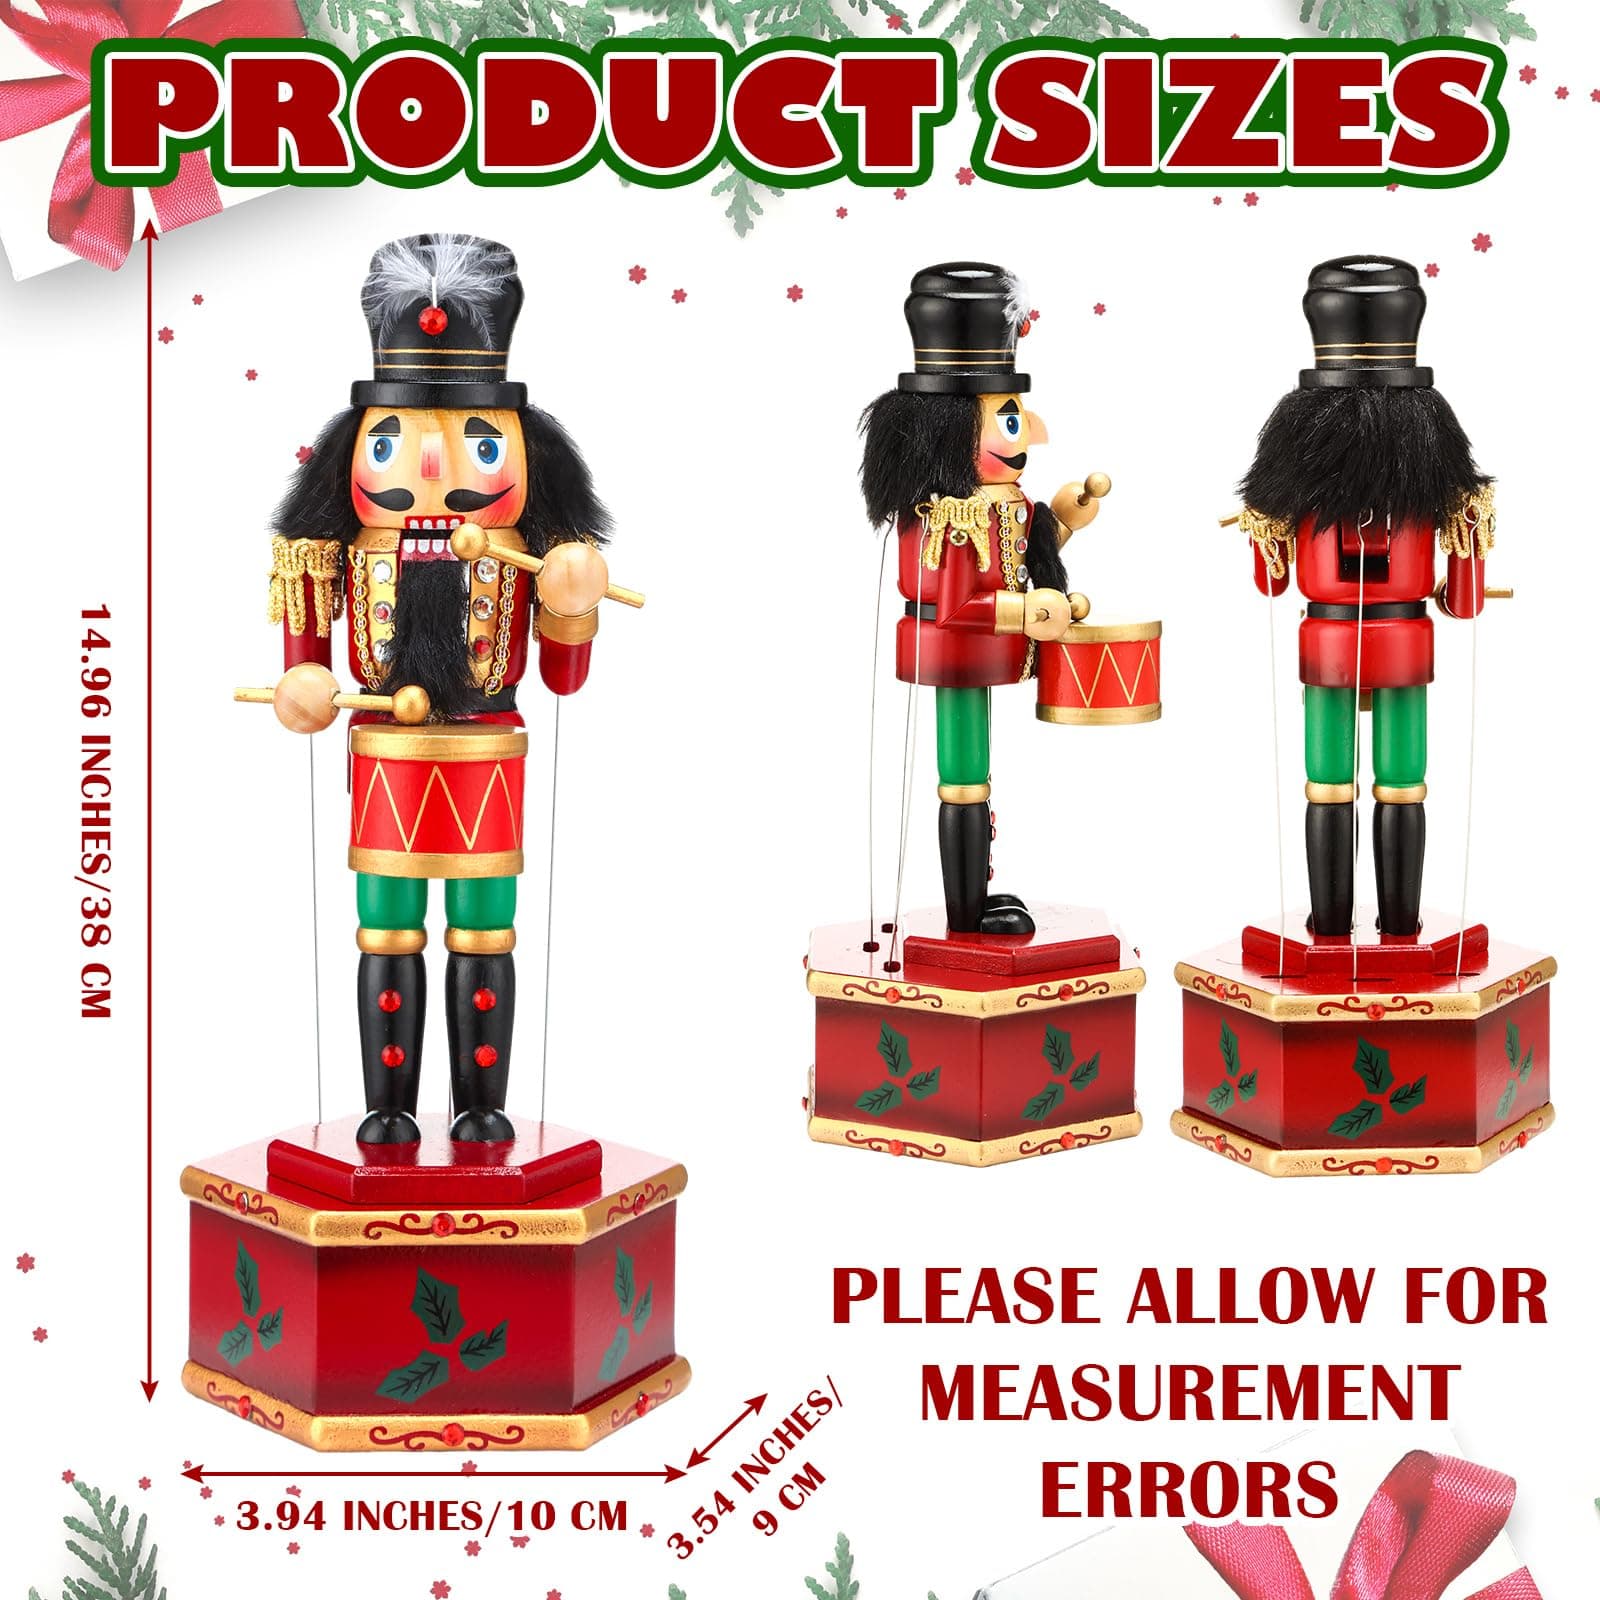 PRODUCT SIZES
14.96 INCHES/38 CM
3.94 INCHES/10 CM
3.54 INCHES/
9 CM
PLEASE ALLOW FOR
MEASUREMENT
ERRORS